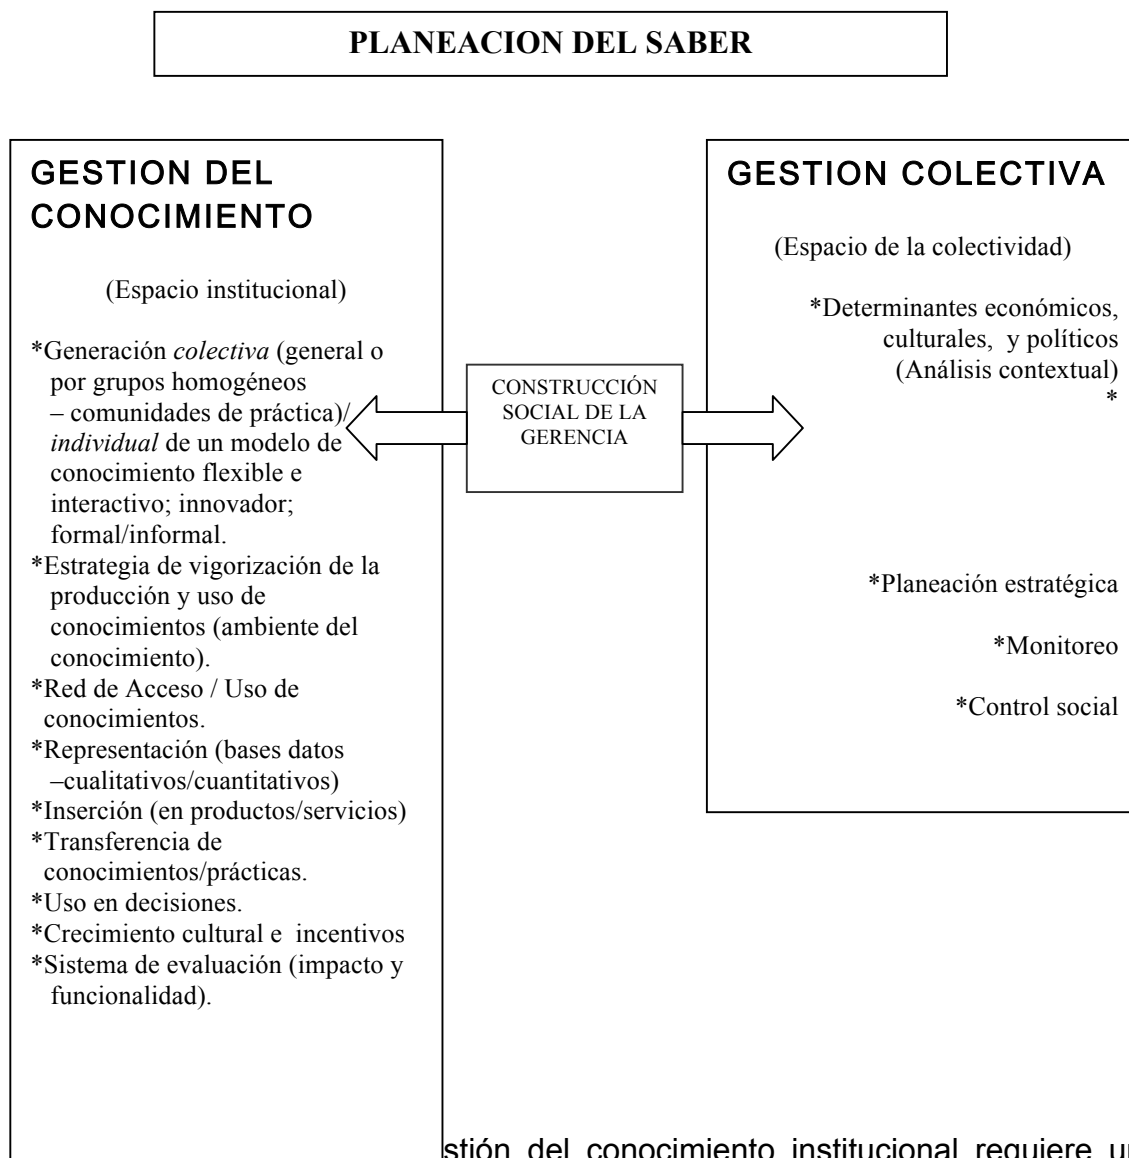 PLANEACION DEL SABER
GESTION DEL
CONOCIMIENTO
(Espacio institucional)
*Generación colectiva (general o
por grupos homogéneos
– comunidades de práctica)/
individual de un modelo de
conocimiento flexible e
interactivo; innovador;
formal/informal.
*Estrategia de vigorización de la
producción y uso de
conocimientos (ambiente del
conocimiento).
*Red de Acceso / Uso de
conocimientos.
*Representación (bases datos
–cualitativos/cuantitativos)
*Inserción (en productos/servicios)
*Transferencia de
conocimientos/prácticas.
*Uso en decisiones.
*Crecimiento cultural e incentivos
*Sistema de evaluación (impacto y
funcionalidad).
CONSTRUCCIÓN
SOCIAL DE LA
GERENCIA
GESTION COLECTIVA
(Espacio de la colectividad)
*Determinantes económicos,
culturales, y políticos
(Análisis contextual)
*
*Planeación estratégica
*Monitoreo
*Control social
stión del conocimiento institucional requiere